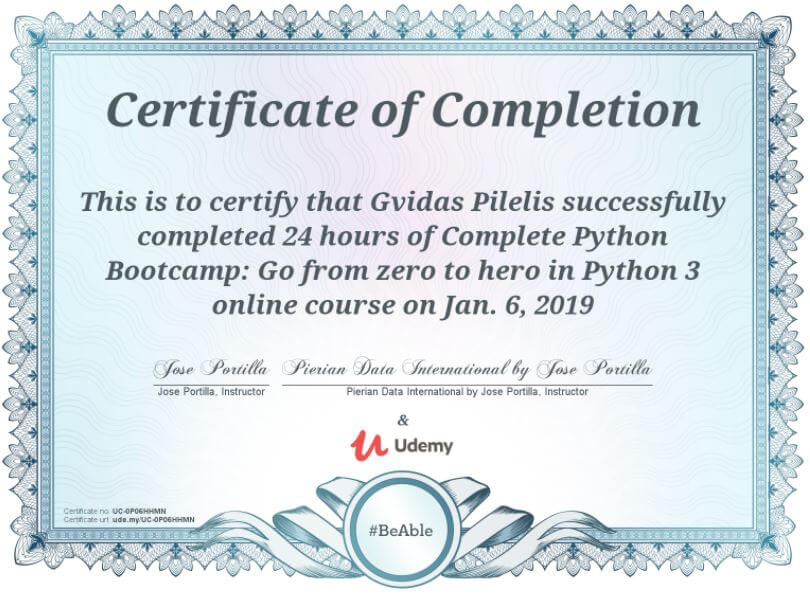 Certificate of Completion
This is to certify that Gvidas Pilelis successfully
completed 24 hours of Complete Python
Bootcamp: Go from zero to hero in Python 3
online course on Jan. 6, 2019
Jose Portilla Pierian Data International by Jose Portilla
Jose Portilla, Instructor Pierian Data International by Jose Portilla, Instructor
&
Udemy
Certificate no: UC-0P06HHMN
Certificate url: ude.my/UC-0P06HHMN
#BeAble